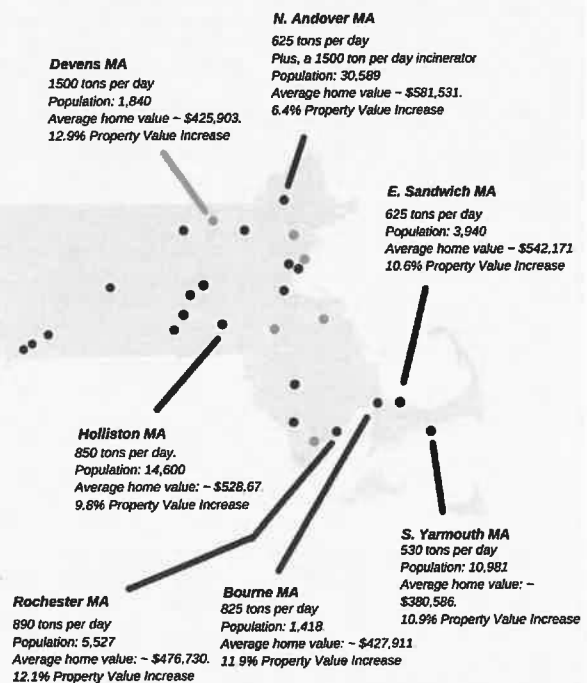 N. Andover MA
625 tons per day
Plus, a 1500 ton per day incinerator
Population: 30,589
Average home value ~ $581,531.
6.4% Property Value Increase
Devens MA
1500 tons per day
Population: 1,840
Average home value ~ $425,903.
12.9% Property Value Increase
E. Sandwich MA
625 tons per day
Population: 3,940
Average home value ~ $542,171
10.6% Property Value Increase
Holliston MA
850 tons per day.
Population: 14,600
Average home value: ~ $528,67
9.8% Property Value Increase
S. Yarmouth MA
530 tons per day
Population: 10,981
Average home value: ~
$380,586.
10.9% Property Value Increase
Rochester MA
890 tons per day
Population: 5,527
Average home value: ~ $476,730.
12.1% Property Value Increase
Bourne MA
825 tons per day
Population: 1,418
Average home value: ~ $427,911
11 9% Property Value Increase